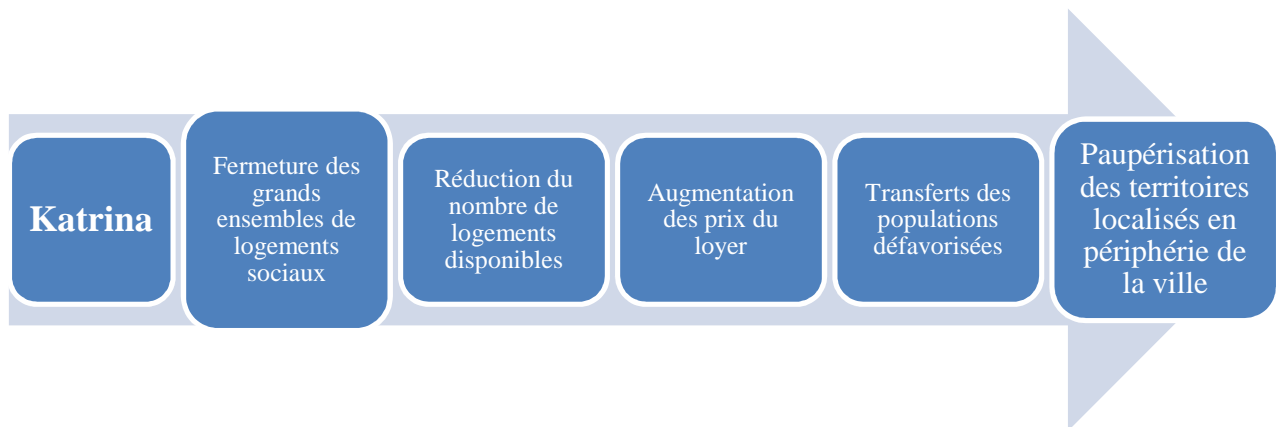 Katrina
Fermeture des
grands
ensembles de
logements
sociaux
Réduction du
nombre de
logements
disponibles
Augmentation
des prix du
loyer
Transferts des
populations
défavorisées
Paupérisation
des territoires
localisés en
périphérie de
la ville